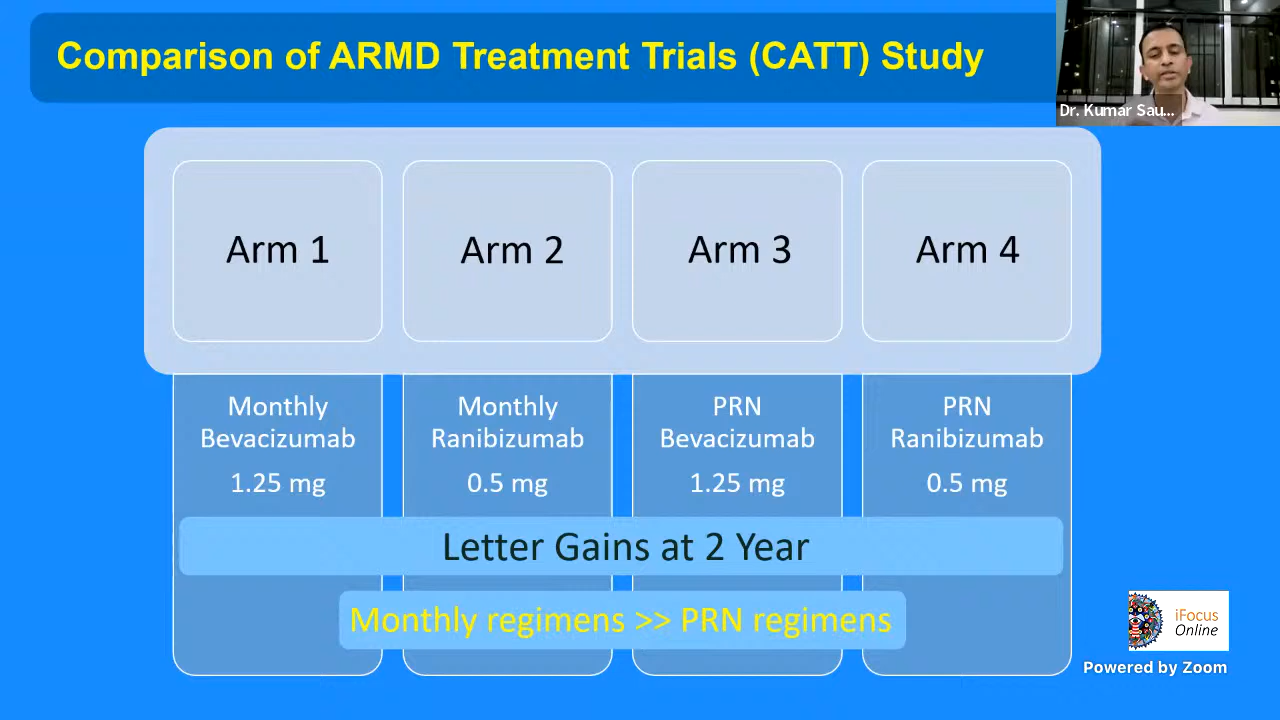 Comparison of ARMD Treatment Trials (CATT) Study
Dr. Kumar Sau...
Arm 1
Arm 2
Arm 3
Arm 4
Monthly
Bevacizumab
1.25 mg
Monthly
Ranibizumab
0.5 mg
PRN
Bevacizumab
1.25 mg
PRN
Ranibizumab
0.5 mg
Letter Gains at 2 Year
Monthly regimens >> PRN regimens
iFocus
Online
Powered by Zoom